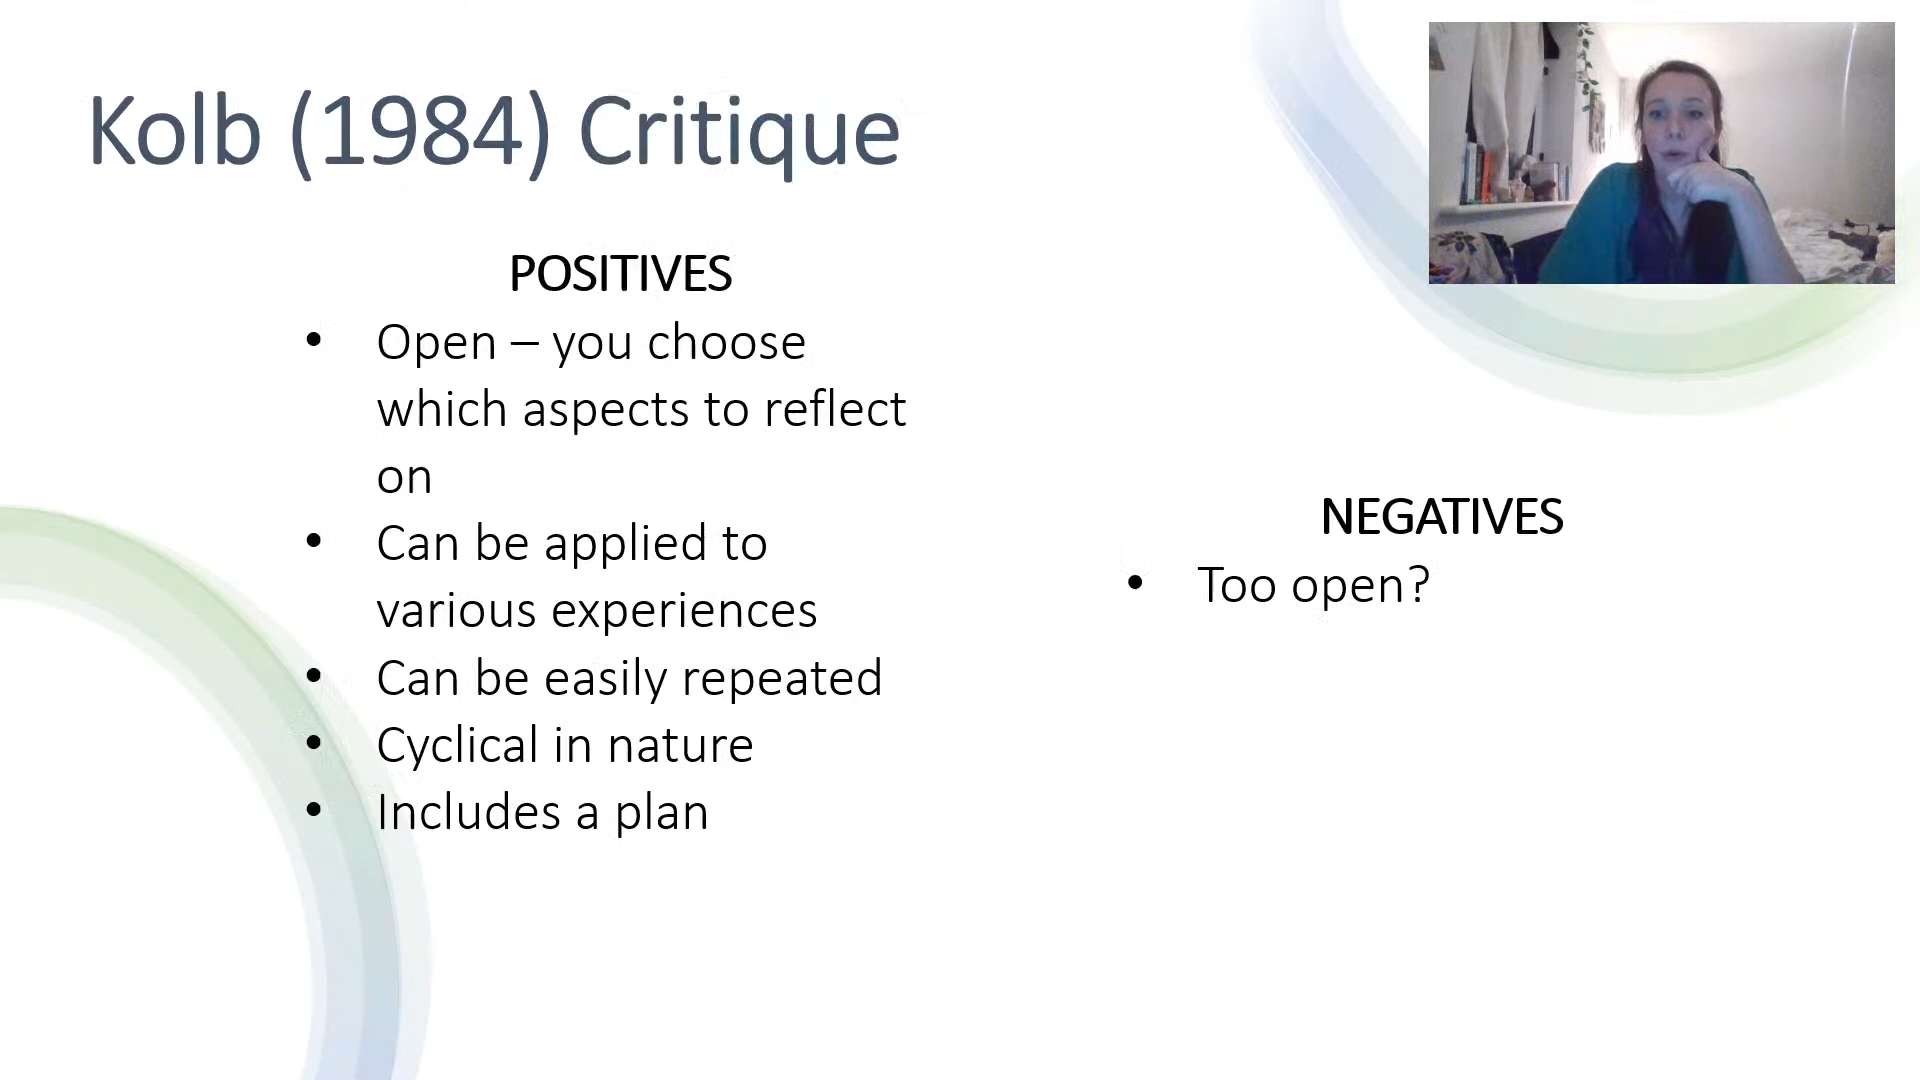 Kolb (1984) Critique
POSITIVES
• Open – you choose
which aspects to reflect
on
• Can be applied to
various experiences
• Can be easily repeated
• Cyclical in nature
• Includes a plan
NEGATIVES
• Too open?